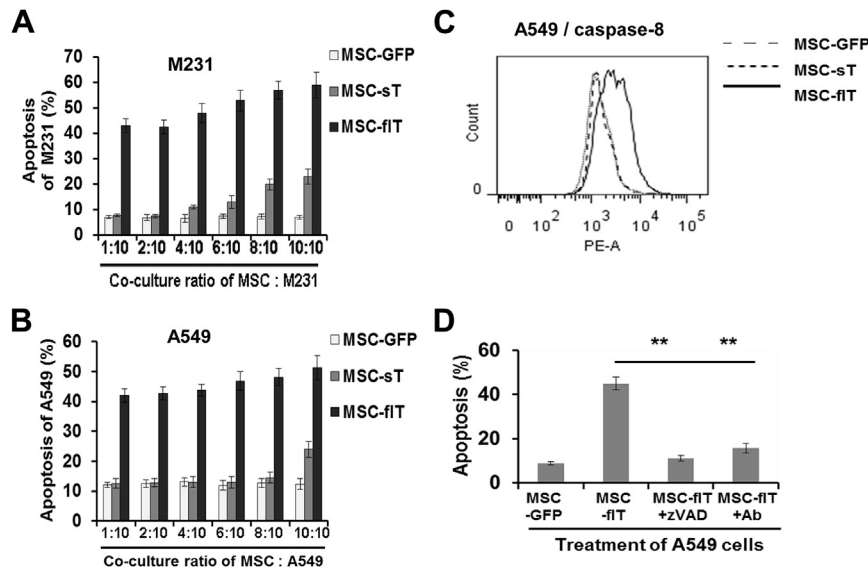 A
M231
MSC-GFP
MSC-sT
MSC-flT
Apoptosis
of M231 (%)
70
60
50
40
30
20
10
0
1:10 2:10 4:10 6:10 8:10 10:10
Co-culture ratio of MSC : M231
B
A549
MSC-GFP
MSC-sT
MSC-flT
Apoptosis of A549 (%)
60
50
40
30
20
10
0
1:10 2:10 4:10 6:10 8:10 10:10
Co-culture ratio of MSC : A549
C
A549 / caspase-8
MSC-GFP
MSC-sT
MSC-flT
Count
0
0 10² 10³ 10⁴ 10⁵
PE-A
D
Apoptosis (%)
60
40
20
0
** **
MSC MSC MSC-flT MSC-flT
-GFP -flT +zVAD +Ab
Treatment of A549 cells